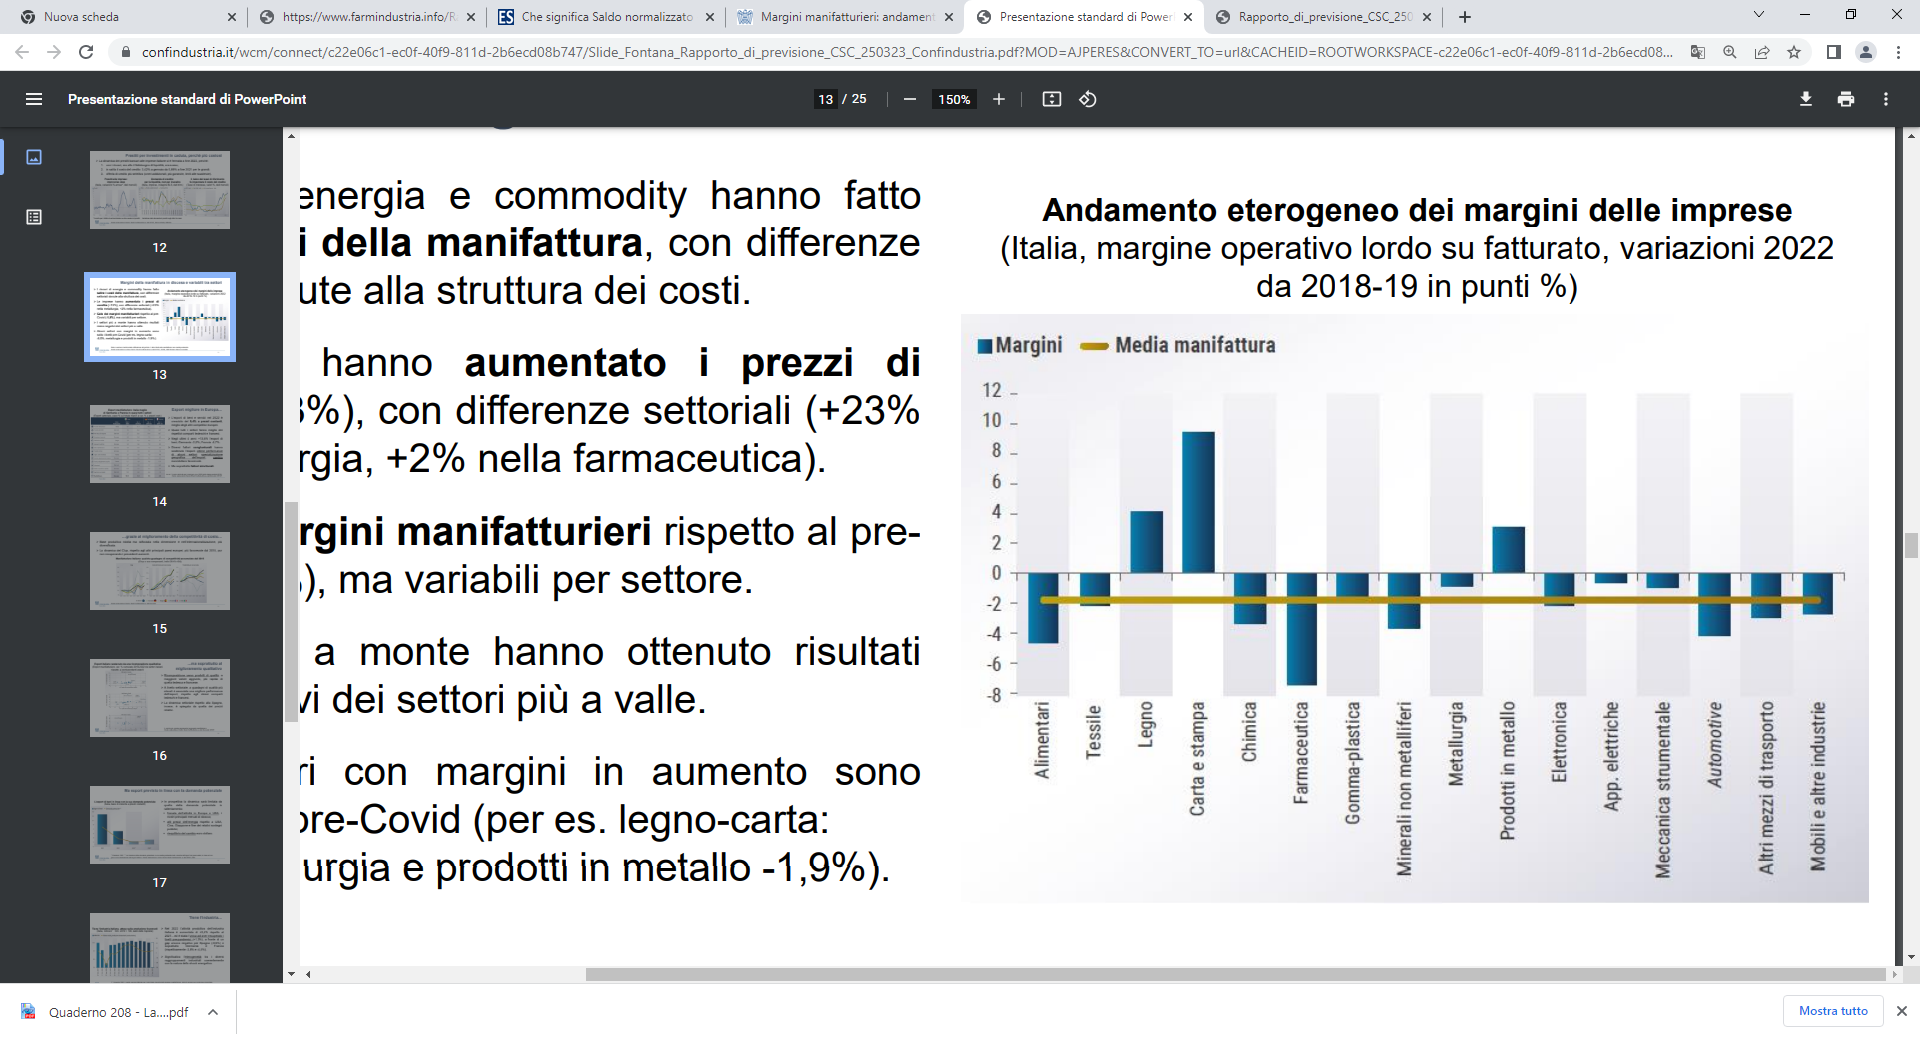 Nuova scheda
https://www.farmindustria.info/R
Che significa Saldo normalizzato
Margini manifatturieri: andament
Presentazione standard di Power
Rapporto_di_previsione_CSC_250
confindustria.it/wcm/connect/c22e06c1-ec0f-40f9-811d-2b6ecd08b747/Slide_Fontana_Rapporto_di_previsione_CSC_250323_Confindustria.pdf?MOD=AJPERES&CONVERT_TO=url&CACHEID=ROOTWORKSPACE-c22e06c1-ec0f-40f9-811d-2b6ecd08...
Presentazione standard di PowerPoint
13 / 25
150%
12
13
14
15
16
17
energia e commodity hanno fatto
i della manifattura, con differenze
ute alla struttura dei costi.
hanno aumentato i prezzi di
3%), con differenze settoriali (+23%
rgia, +2% nella farmaceutica).
rgini manifatturieri rispetto al pre-
), ma variabili per settore.
a monte hanno ottenuto risultati
vi dei settori più a valle.
ri con margini in aumento sono
ore-Covid (per es. legno-carta:
urgia e prodotti in metallo -1,9%).
Andamento eterogeneo dei margini delle imprese
(Italia, margine operativo lordo su fatturato, variazioni 2022
da 2018-19 in punti %)
Margini Media manifattura
12
10
8
6
4
2
0
-2
-4
-6
-8
Alimentari
Tessile
Legno
Carta e stampa
Chimica
Farmaceutica
Gomma-plastica
Minerali non metalliferi
Metallurgia
Prodotti in metallo
Elettronica
App. elettriche
Meccanica strumentale
Automotive
Altri mezzi di trasporto
Mobili e altre industrie
Quaderno 208 - La....pdf
Mostra tutto